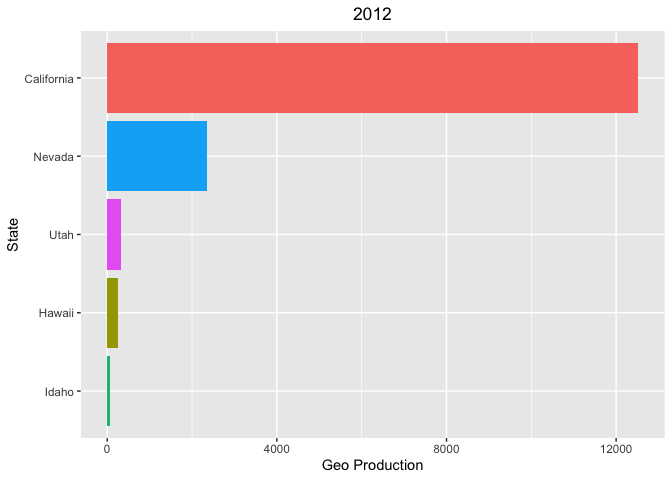 2012
State
California
Nevada
Utah
Hawaii
Idaho
0 4000 8000 12000
Geo Production